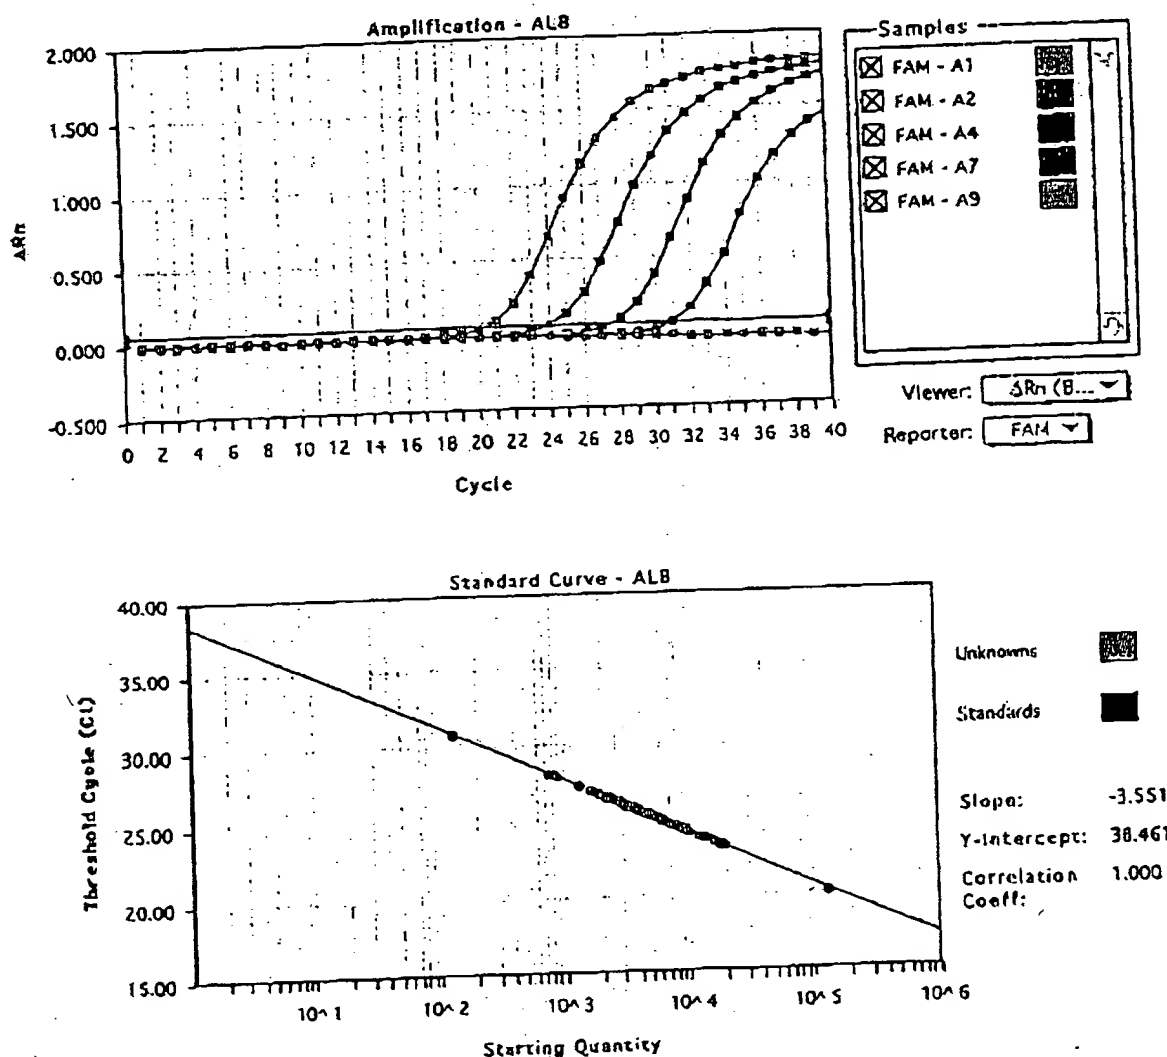 Amplification - ALB
2.000
1.500
1.000
0.500
0.000
-0.500
ΔRn
0 2 4 6 8 10 12 14 16 18 20 22 24 26 28 30 32 34 36 38 40
Cycle
Samples
FAM - A1
FAM - A2
FAM - A4
FAM - A7
FAM - A9
Viewer: ΔRn (B...
Reporter: FAM
Standard Curve - ALB
40.00
35.00
30.00
25.00
20.00
15.00
Threshold Cycle (Ct)
10^1 10^2 10^3 10^4 10^5 10^6
Starting Quantity
Unknowns
Standards
Slope: -3.551
Y-Intercept: 38.461
Correlation 1.000
Coeff: